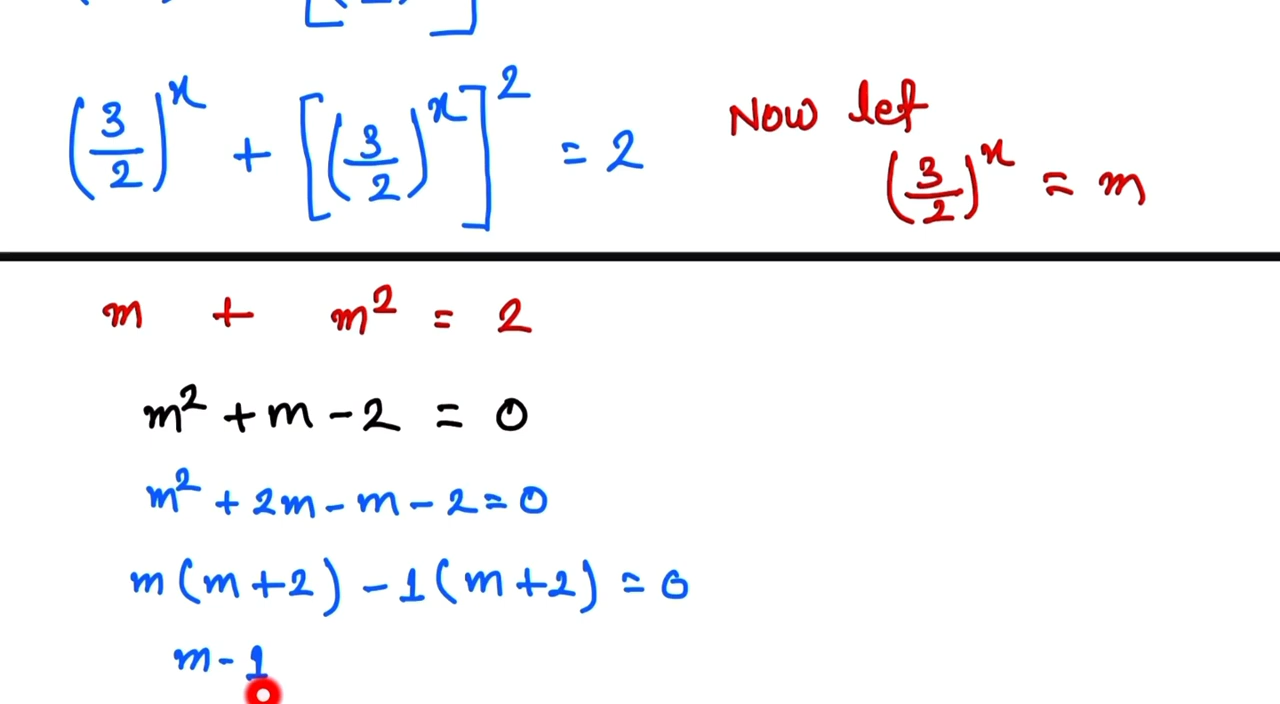 (3/2)^x + [(3/2)^x]^2 = 2
Now let
(3/2)^x = m
m + m^2 = 2
m^2 + m - 2 = 0
m^2 + 2m - m - 2 = 0
m(m+2) - 1(m+2) = 0
m - 1